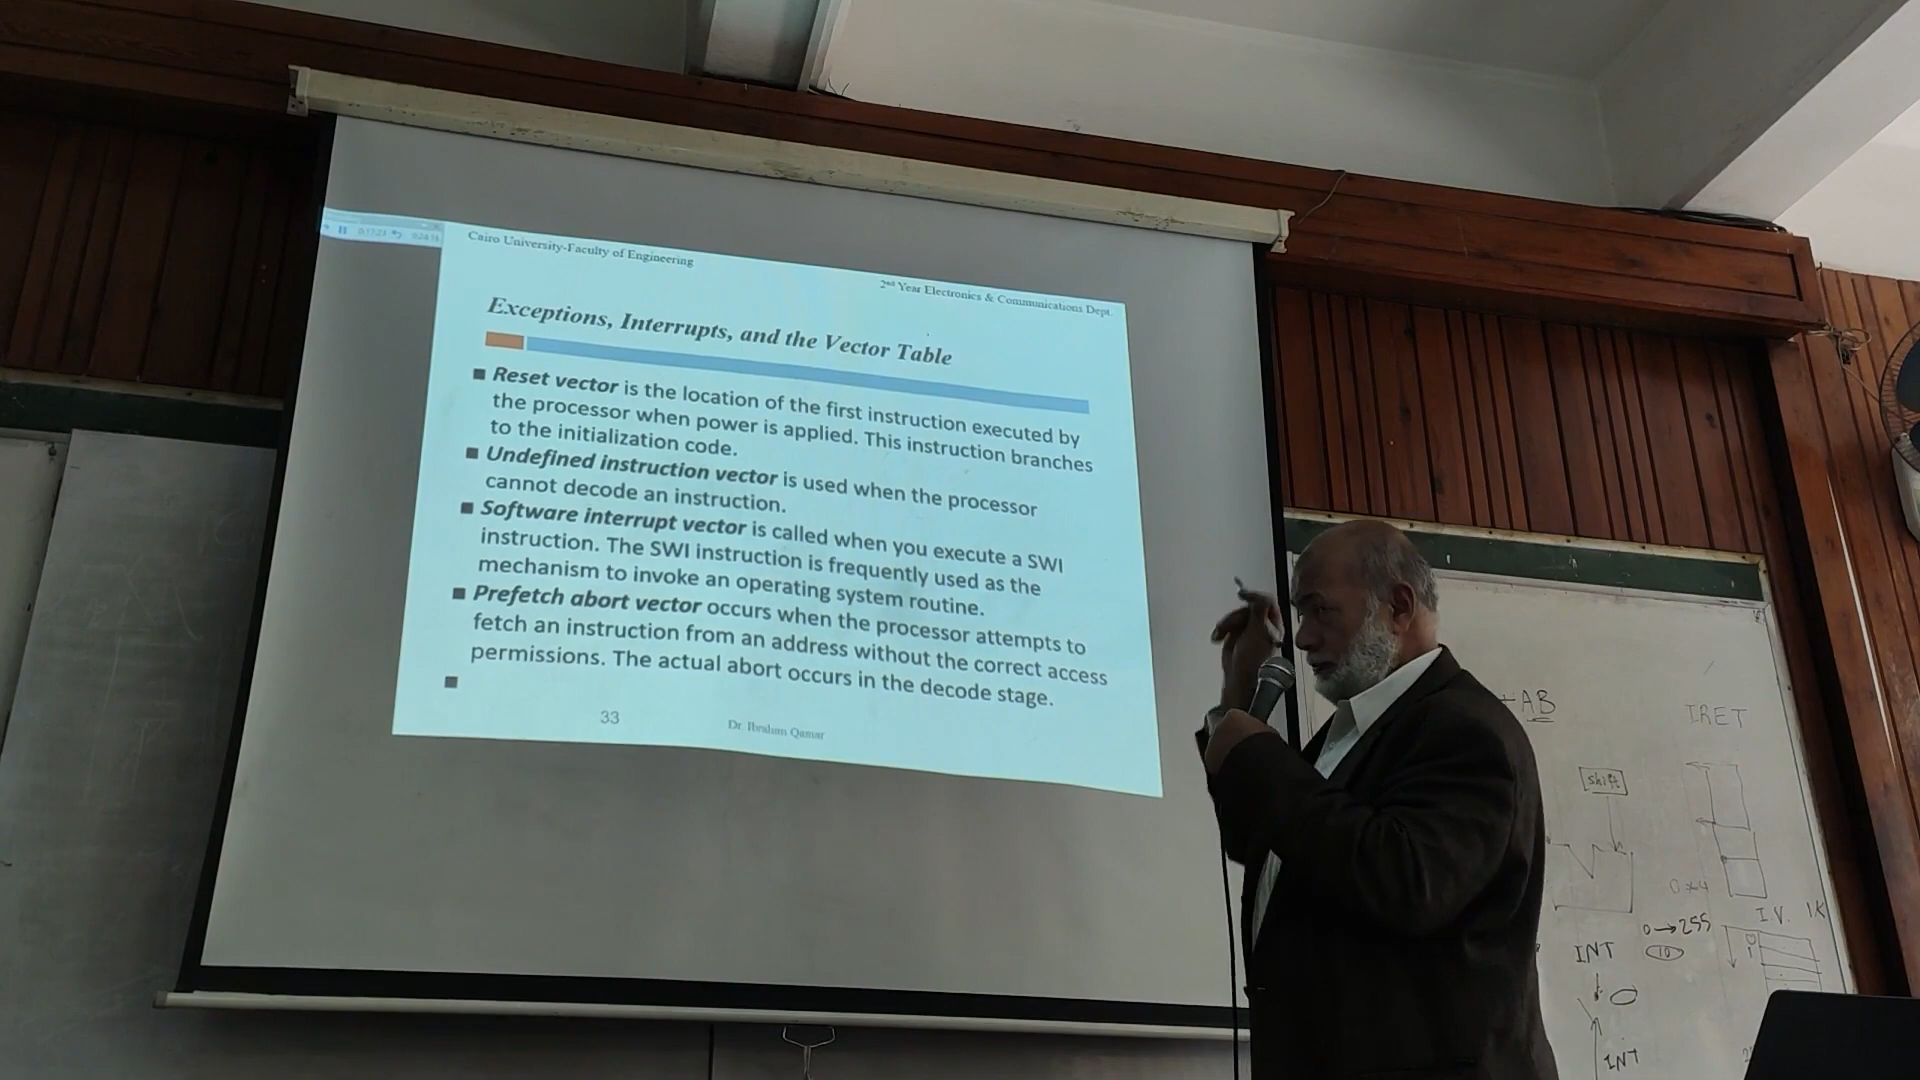 Cairo University-Faculty of Engineering
2nd Year Electronics & Communications Dept.
Exceptions, Interrupts, and the Vector Table
■ Reset vector is the location of the first instruction executed by
the processor when power is applied. This instruction branches
to the initialization code.
■ Undefined instruction vector is used when the processor
cannot decode an instruction.
■ Software interrupt vector is called when you execute a SWI
instruction. The SWI instruction is frequently used as the
mechanism to invoke an operating system routine.
■ Prefetch abort vector occurs when the processor attempts to
fetch an instruction from an address without the correct access
permissions. The actual abort occurs in the decode stage.
■
33
Dr. Ibrahim Qamar
+AB
IRET
shift
0x4
I.V. 1K
0→255
INT
10
INT